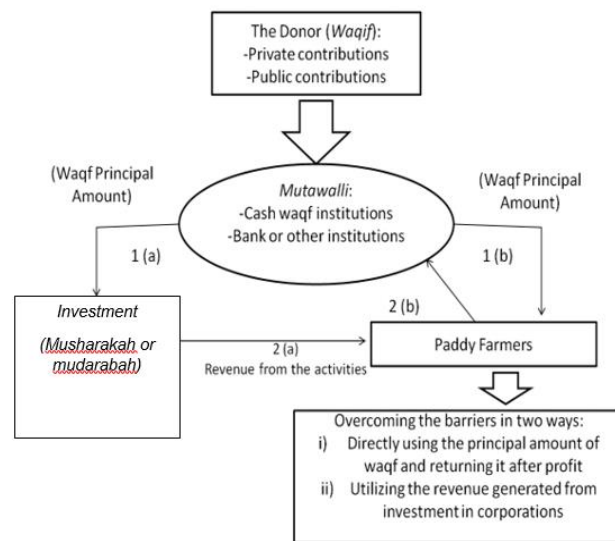 The Donor (Waqif):
-Private contributions
-Public contributions
(Waqf Principal
Amount)
(Waqf Principal
Amount)
Mutawalli:
-Cash waqf institutions
-Bank or other institutions
1 (a)
1 (b)
Investment
(Musharakah or
mudarabah)
2 (b)
2 (a)
Revenue from the activities
Paddy Farmers
Overcoming the barriers in two ways:
i) Directly using the principal amount of
waqf and returning it after profit
ii) Utilizing the revenue generated from
investment in corporations